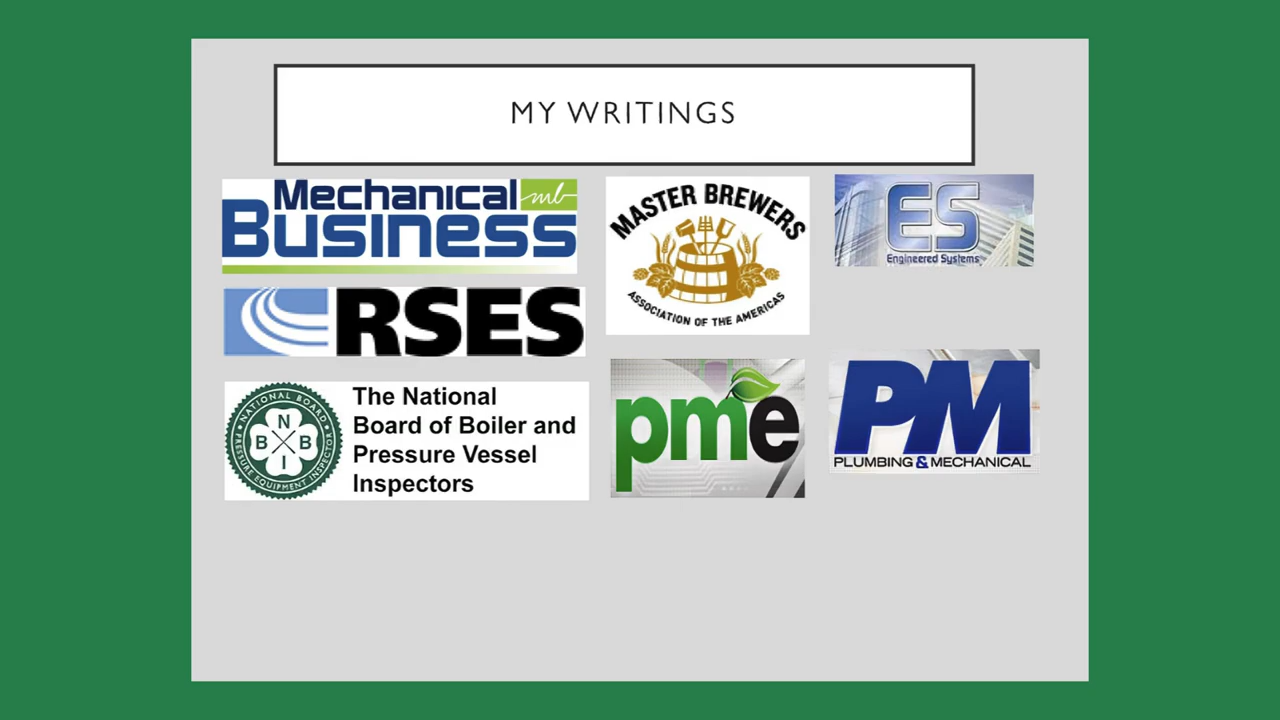 MY WRITINGS
Mechanical
mb
Business
RSES
NATIONAL BOARD
PRESSURE EQUIPMENT INSPECTOR
N
B B
I
The National
Board of Boiler and
Pressure Vessel
Inspectors
MASTER BREWERS
ASSOCIATION OF THE AMERICAS
pme
ES
Engineered Systems
PM
PLUMBING & MECHANICAL